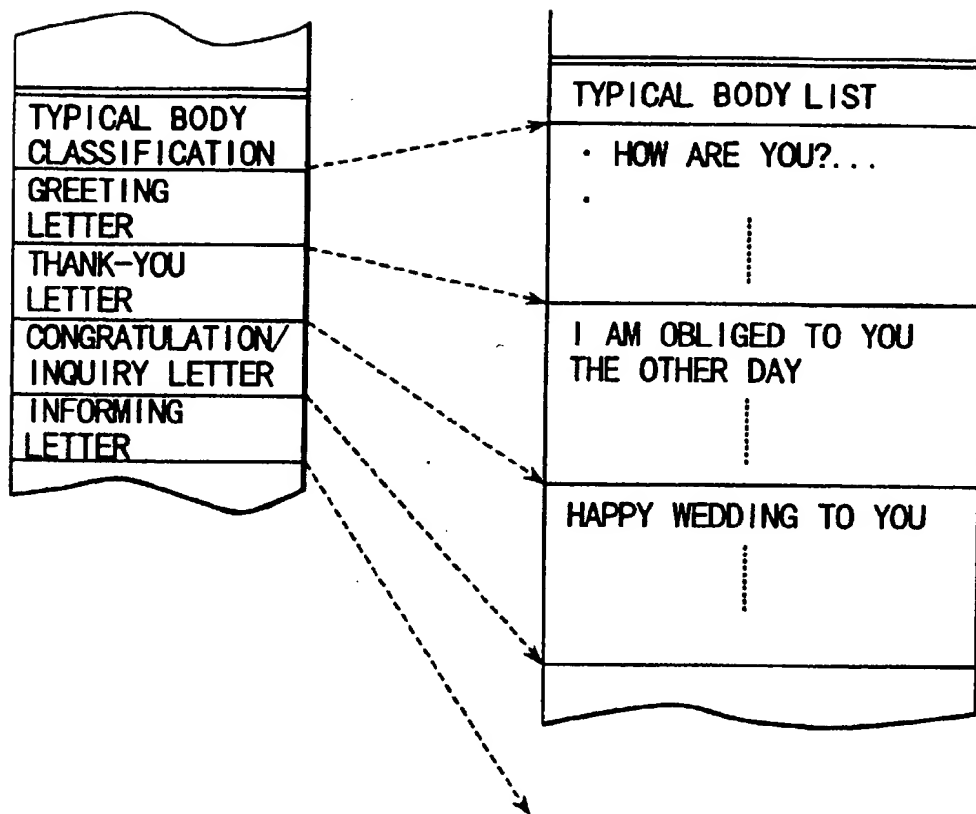 TYPICAL BODY
CLASSIFICATION
GREETING
LETTER
THANK-YOU
LETTER
CONGRATULATION/
INQUIRY LETTER
INFORMING
LETTER
TYPICAL BODY LIST
· HOW ARE YOU?...
·
I AM OBLIGED TO YOU
THE OTHER DAY
HAPPY WEDDING TO YOU